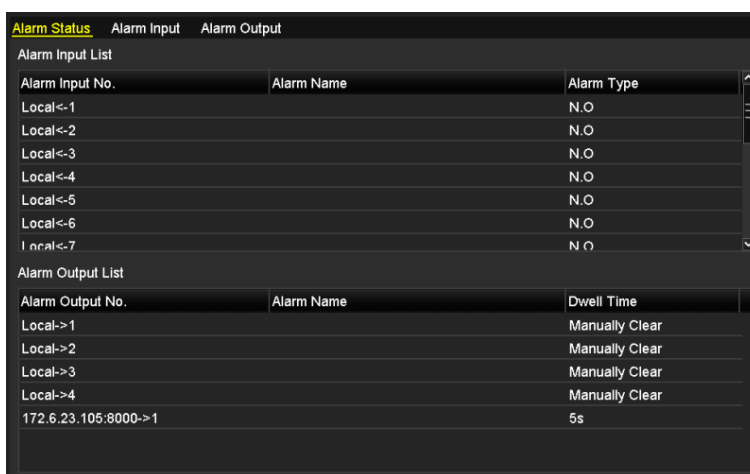 Alarm Status Alarm Input Alarm Output
Alarm Input List
Alarm Input No. Alarm Name Alarm Type
Local<-1 N.O
Local<-2 N.O
Local<-3 N.O
Local<-4 N.O
Local<-5 N.O
Local<-6 N.O
Local<-7 N.O
Alarm Output List
Alarm Output No. Alarm Name Dwell Time
Local->1 Manually Clear
Local->2 Manually Clear
Local->3 Manually Clear
Local->4 Manually Clear
172.6.23.105:8000->1 5s